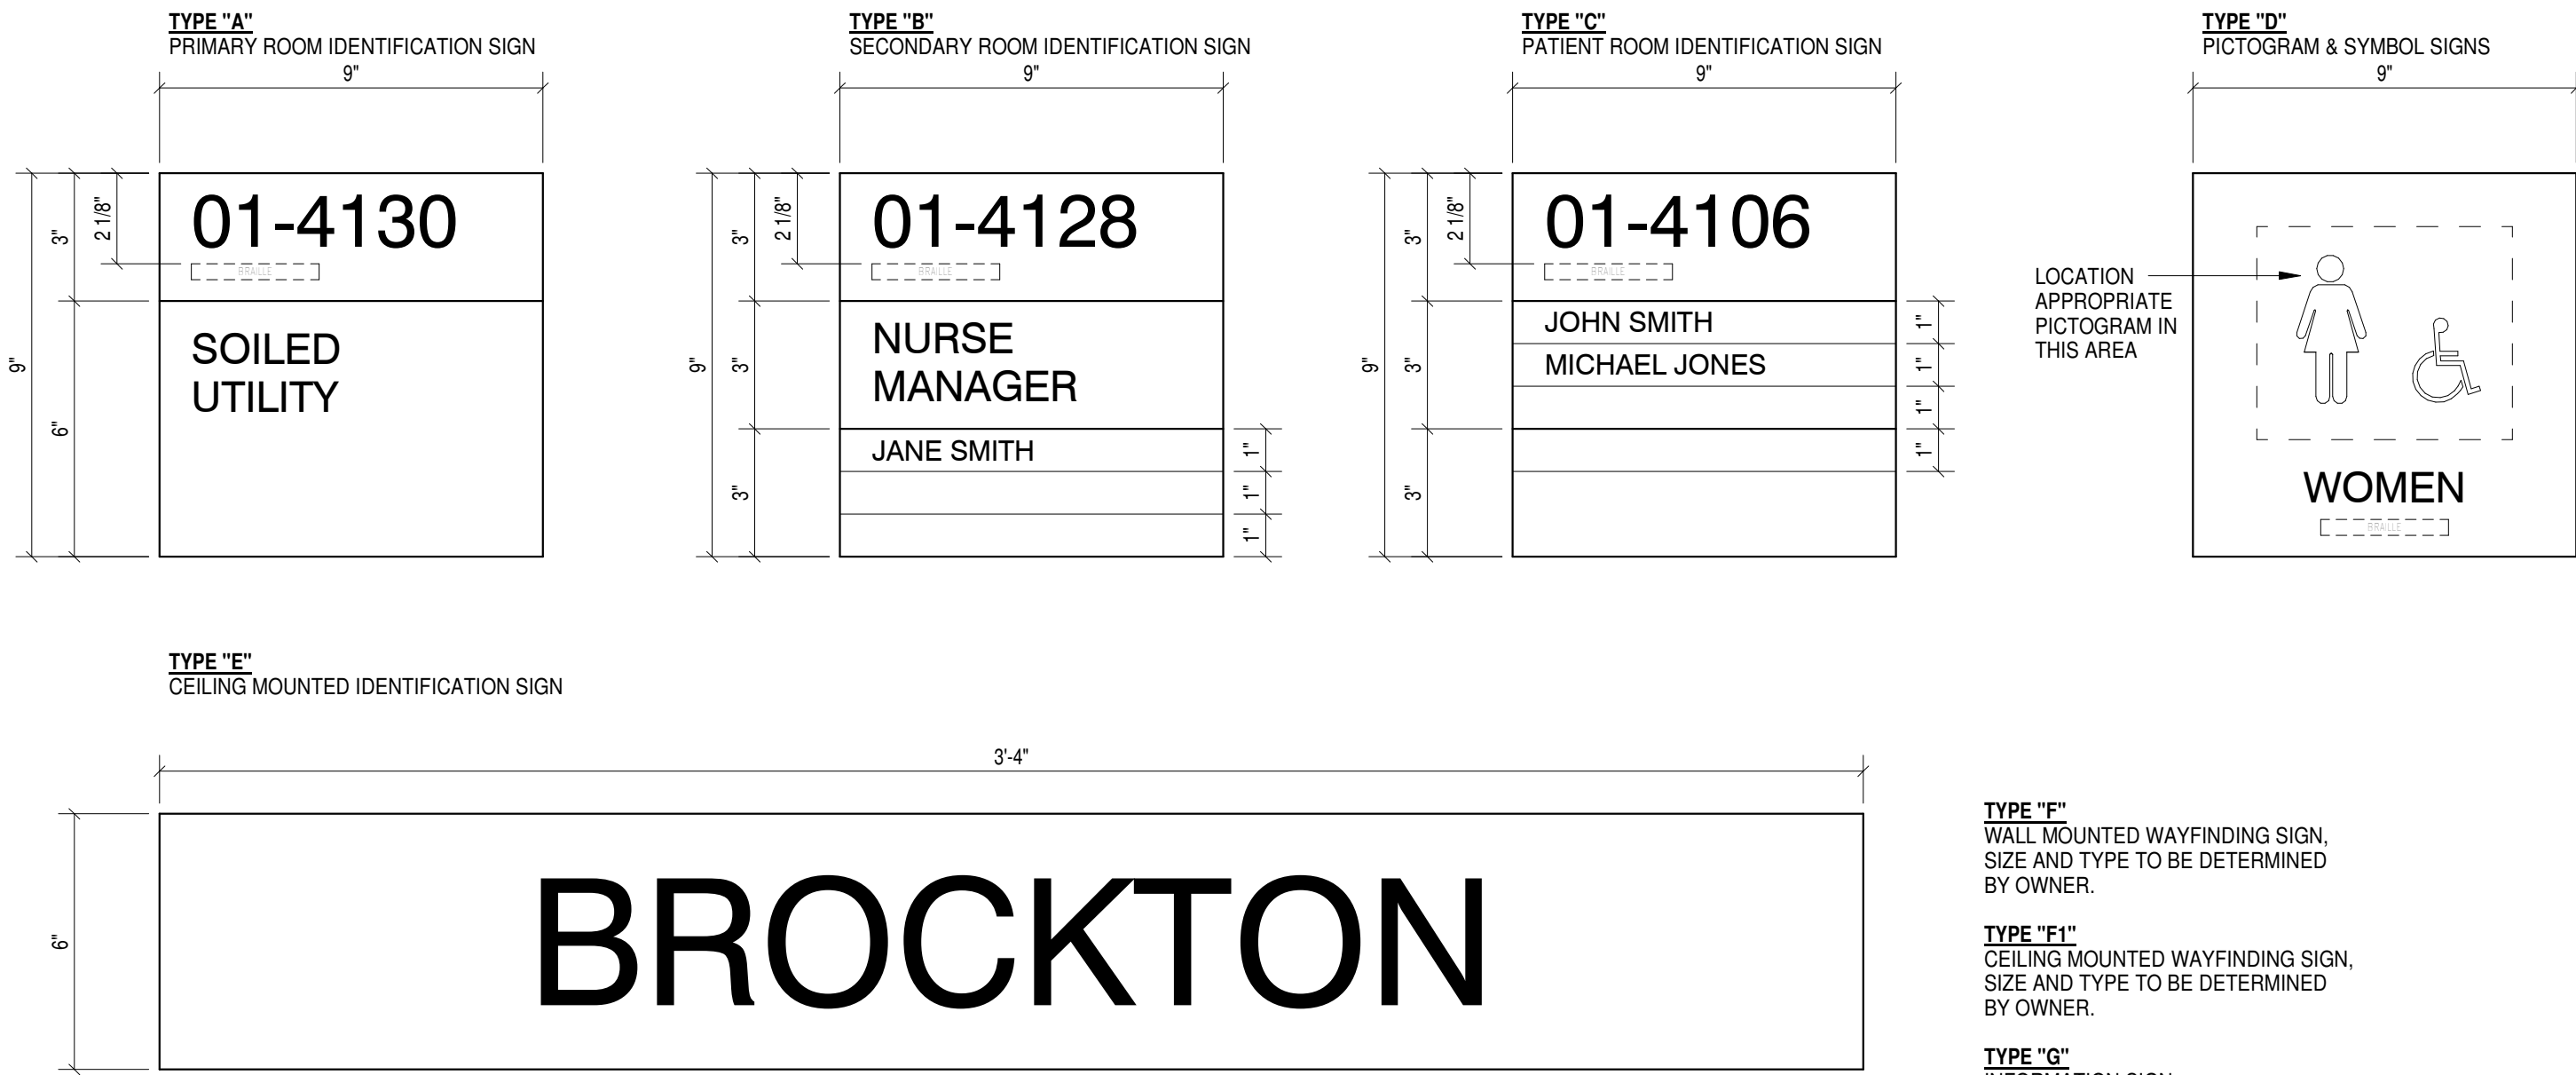 TYPE "A"
PRIMARY ROOM IDENTIFICATION SIGN
9"
9"
3"
2 1/8"
6"
01-4130
BRAILLE
SOILED
UTILITY
TYPE "B"
SECONDARY ROOM IDENTIFICATION SIGN
9"
9"
3"
2 1/8"
3"
3"
01-4128
BRAILLE
NURSE
MANAGER
JANE SMITH
1"
1"
1"
TYPE "C"
PATIENT ROOM IDENTIFICATION SIGN
9"
9"
3"
2 1/8"
3"
3"
01-4106
BRAILLE
JOHN SMITH
MICHAEL JONES
1"
1"
1"
1"
TYPE "D"
PICTOGRAM & SYMBOL SIGNS
9"
LOCATION
APPROPRIATE
PICTOGRAM IN
THIS AREA
WOMEN
BRAILLE
TYPE "E"
CEILING MOUNTED IDENTIFICATION SIGN
3'-4"
6"
BROCKTON
TYPE "F"
WALL MOUNTED WAYFINDING SIGN,
SIZE AND TYPE TO BE DETERMINED
BY OWNER.
TYPE "F1"
CEILING MOUNTED WAYFINDING SIGN,
SIZE AND TYPE TO BE DETERMINED
BY OWNER.
TYPE "G"